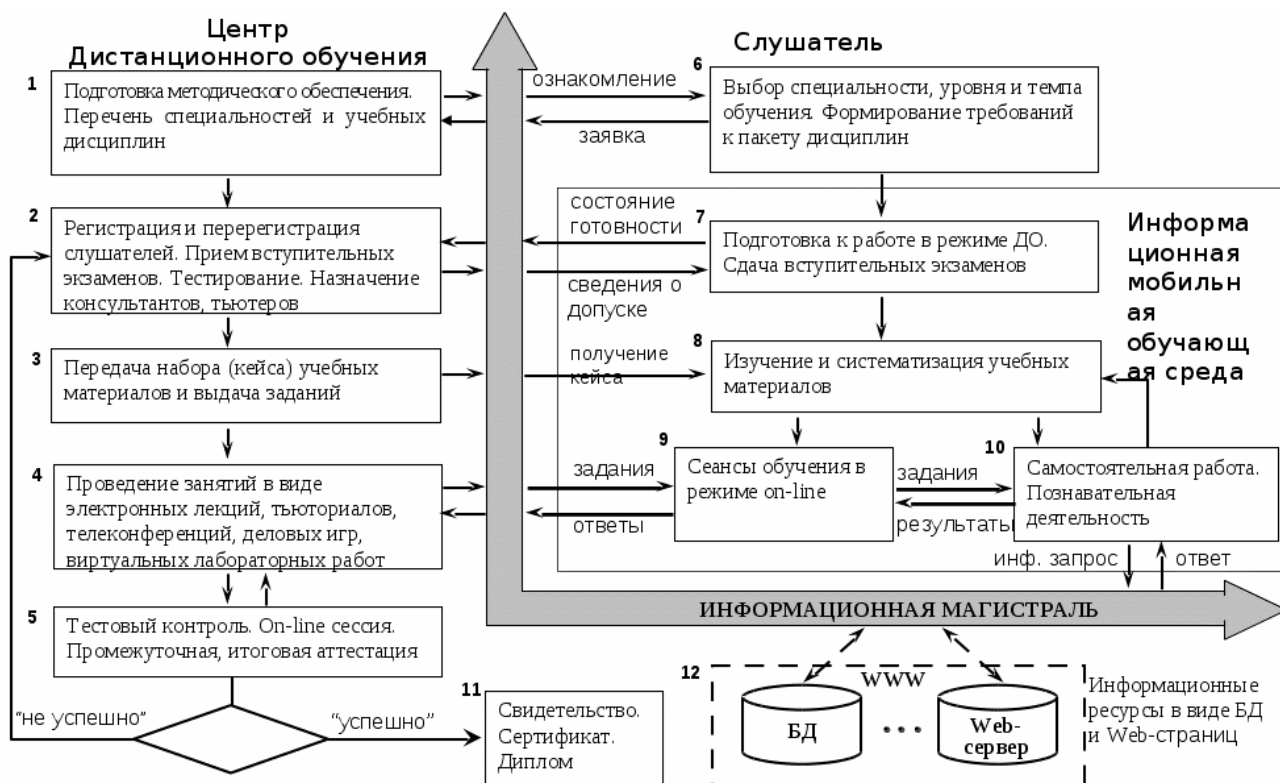 Центр
Дистанционного обучения
1
Подготовка методического обеспечения.
Перечень специальностей и учебных
дисциплин
2
Регистрация и перерегистрация
слушателей. Прием вступительных
экзаменов. Тестирование. Назначение
консультантов, тьютеров
3
Передача набора (кейса) учебных
материалов и выдача заданий
4
Проведение занятий в виде
электронных лекций, тьюториалов,
телеконференций, деловых игр,
виртуальных лабораторных работ
5
Тестовый контроль. On-line сессия.
Промежуточная, итоговая аттестация
"не успешно"
"успешно"
11
Свидетельство.
Сертификат.
Диплом
ознакомление
заявка
состояние
готовности
сведения о
допуске
получение
кейса
задания
ответы
Слушатель
6
Выбор специальности, уровня и темпа
обучения. Формирование требований
к пакету дисциплин
7
Подготовка к работе в режиме ДО.
Сдача вступительных экзаменов
Информа
ционная
мобильн
ая
обучающ
ая среда
8
Изучение и систематизация учебных
материалов
9
Сеансы обучения в
режиме on-line
задания
результаты
10
Самостоятельная работа.
Познавательная
деятельность
инф. запрос
ответ
ИНФОРМАЦИОННАЯ МАГИСТРАЛЬ
12
WWW
БД
...
Web-
сервер
Информационные
ресурсы в виде БД
и Web-страниц